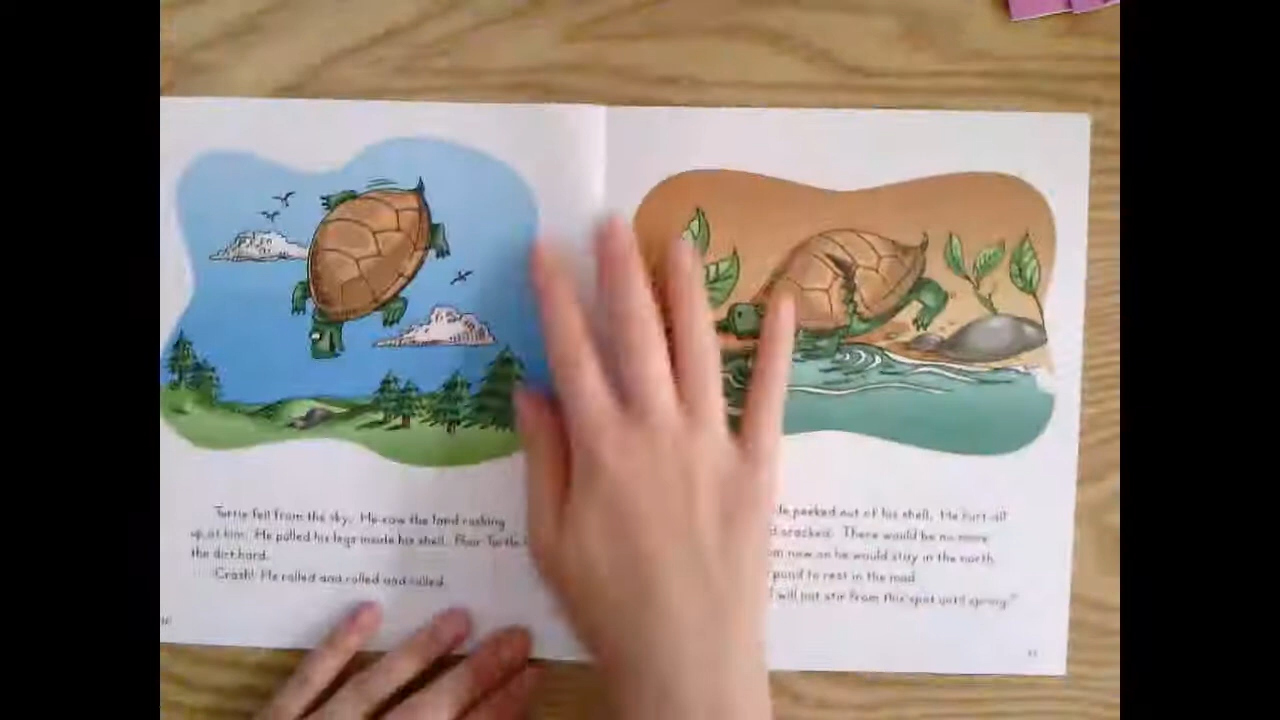 Turtle fell from the sky. He saw the land rushing
up at him. He pulled his legs inside his shell. Poor Turtle
the dirt hard.
Crash! He rolled and rolled and rolled.
He peeked out of his shell. He hurt all
cracked. There would be no more
now on he would stay in the north
pond to rest in the mud
will not stir from this spot until spring."